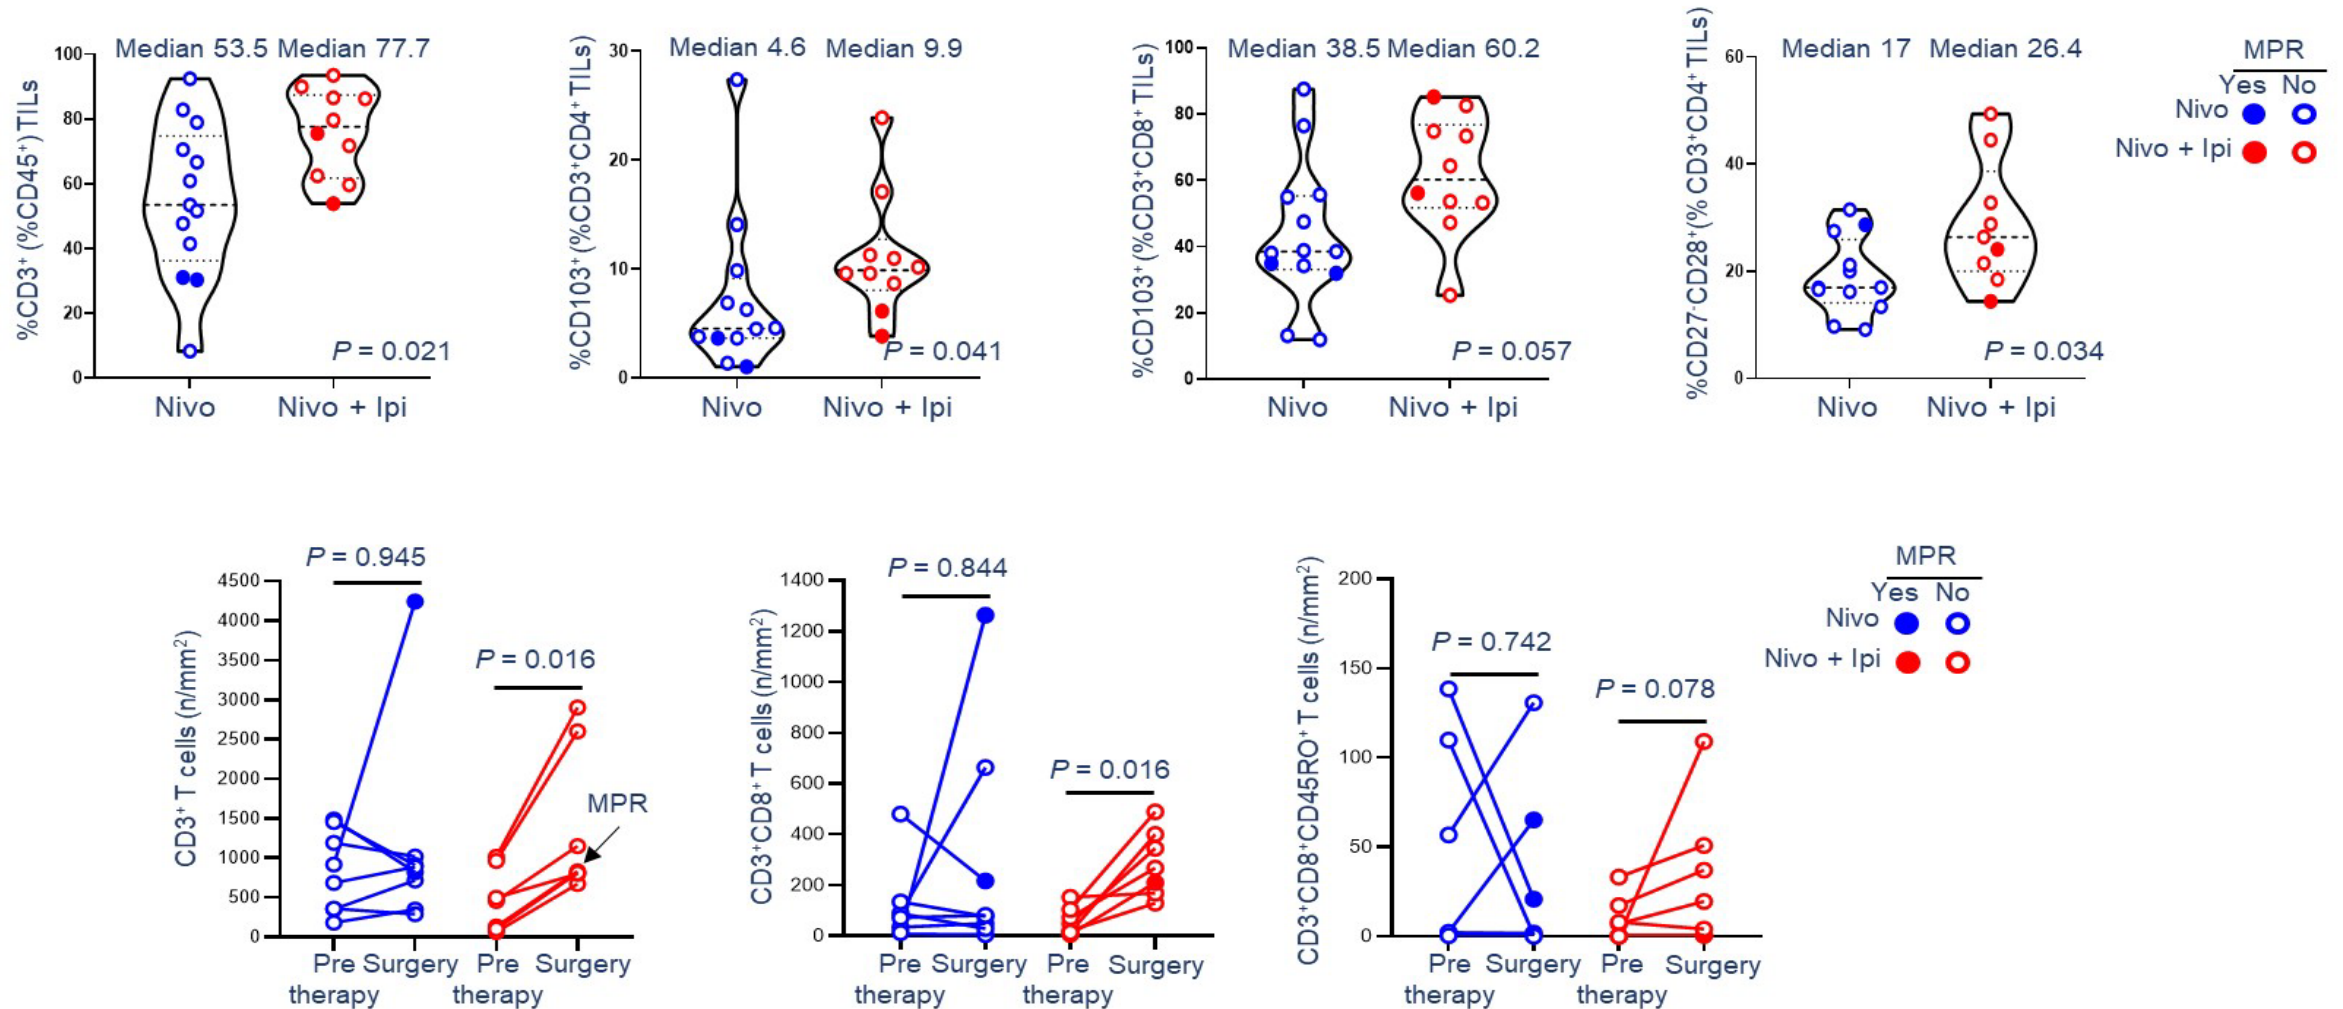 %CD3⁺ (%CD45⁺) TILs
Median 53.5 Median 77.7
100
80
60
40
20
0
P = 0.021
Nivo Nivo + Ipi
%CD103⁺ (%CD3⁺CD4⁺ TILs)
Median 4.6 Median 9.9
30
20
10
0
P = 0.041
Nivo Nivo + Ipi
%CD103⁺ (%CD3⁺CD8⁺ TILs)
Median 38.5 Median 60.2
100
80
60
40
20
0
P = 0.057
Nivo Nivo + Ipi
%CD27⁻CD28⁺(% CD3⁺CD4⁺TILs)
Median 17 Median 26.4
60
40
20
0
P = 0.034
Nivo Nivo + Ipi
MPR
Yes No
Nivo
Nivo + Ipi
CD3⁺ T cells (n/mm²)
P = 0.945
4500
4000
3500
3000
2500
2000
1500
1000
500
0
P = 0.016
MPR
Pre Surgery Pre Surgery
therapy therapy
CD3⁺CD8⁺ T cells (n/mm²)
P = 0.844
1400
1200
1000
800
600
400
200
0
P = 0.016
Pre Surgery Pre Surgery
therapy therapy
CD3⁺CD8⁺CD45RO⁺ T cells (n/mm²)
200
150
100
50
0
P = 0.742
P = 0.078
Pre Surgery Pre Surgery
therapy therapy
MPR
Yes No
Nivo
Nivo + Ipi